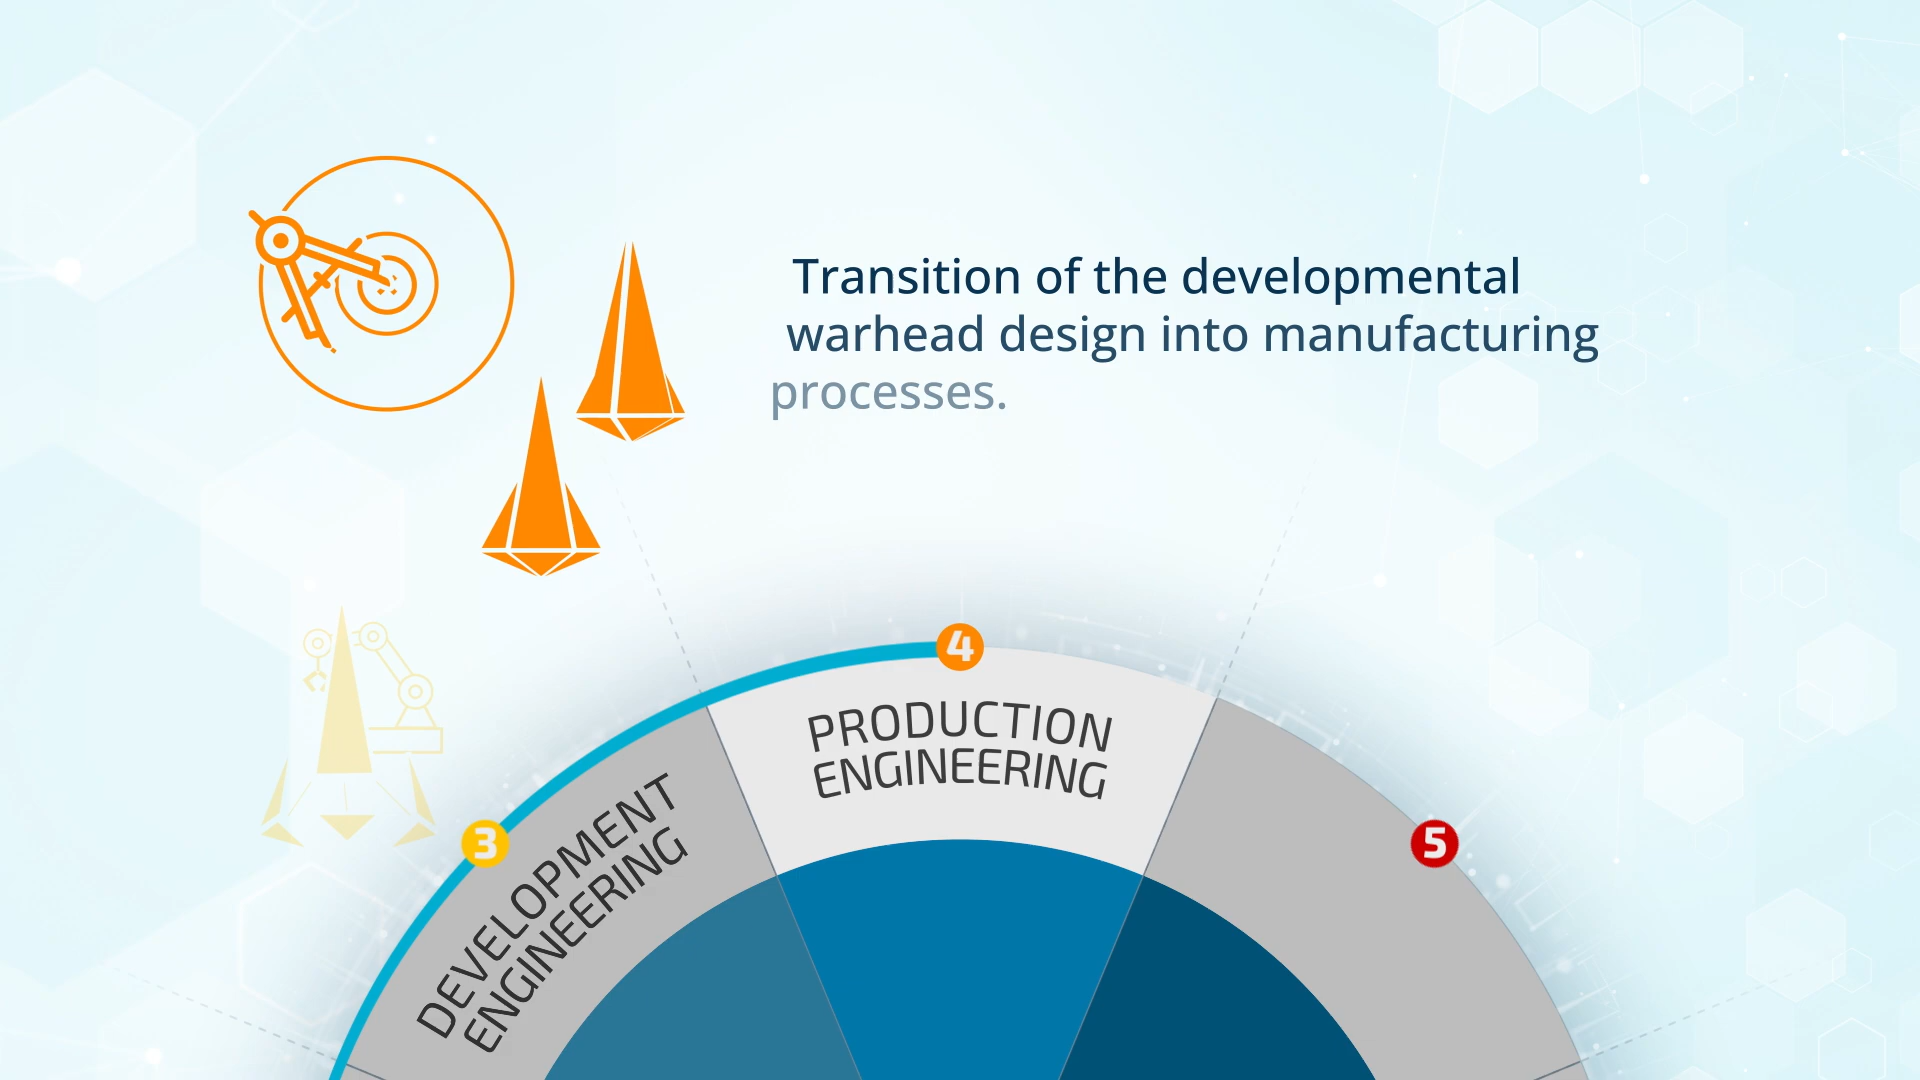 Transition of the developmental
warhead design into manufacturing
processes.
4
PRODUCTION
ENGINEERING
3
DEVELOPMENT
ENGINEERING
5